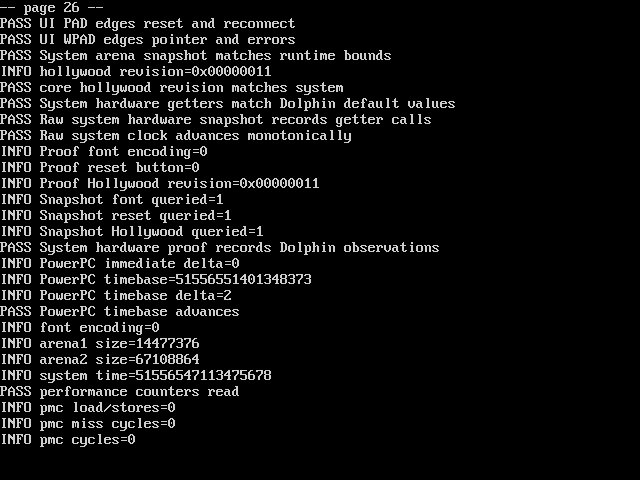 -- page 26 --
PASS UI PAD edges reset and reconnect
PASS UI WPAD edges pointer and errors
PASS System arena snapshot matches runtime bounds
INFO hollywood revision=0x00000011
PASS core hollywood revision matches system
PASS System hardware getters match Dolphin default values
PASS Raw system hardware snapshot records getter calls
PASS Raw system clock advances monotonically
INFO Proof font encoding=0
INFO Proof reset button=0
INFO Proof Hollywood revision=0x00000011
INFO Snapshot font queried=1
INFO Snapshot reset queried=1
INFO Snapshot Hollywood queried=1
PASS System hardware proof records Dolphin observations
INFO PowerPC immediate delta=0
INFO PowerPC timebase=51556551401348373
INFO PowerPC timebase delta=2
PASS PowerPC timebase advances
INFO font encoding=0
INFO arena1 size=14477376
INFO arena2 size=67108864
INFO system time=51556547113475678
PASS performance counters read
INFO pmc load/stores=0
INFO pmc miss cycles=0
INFO pmc cycles=0